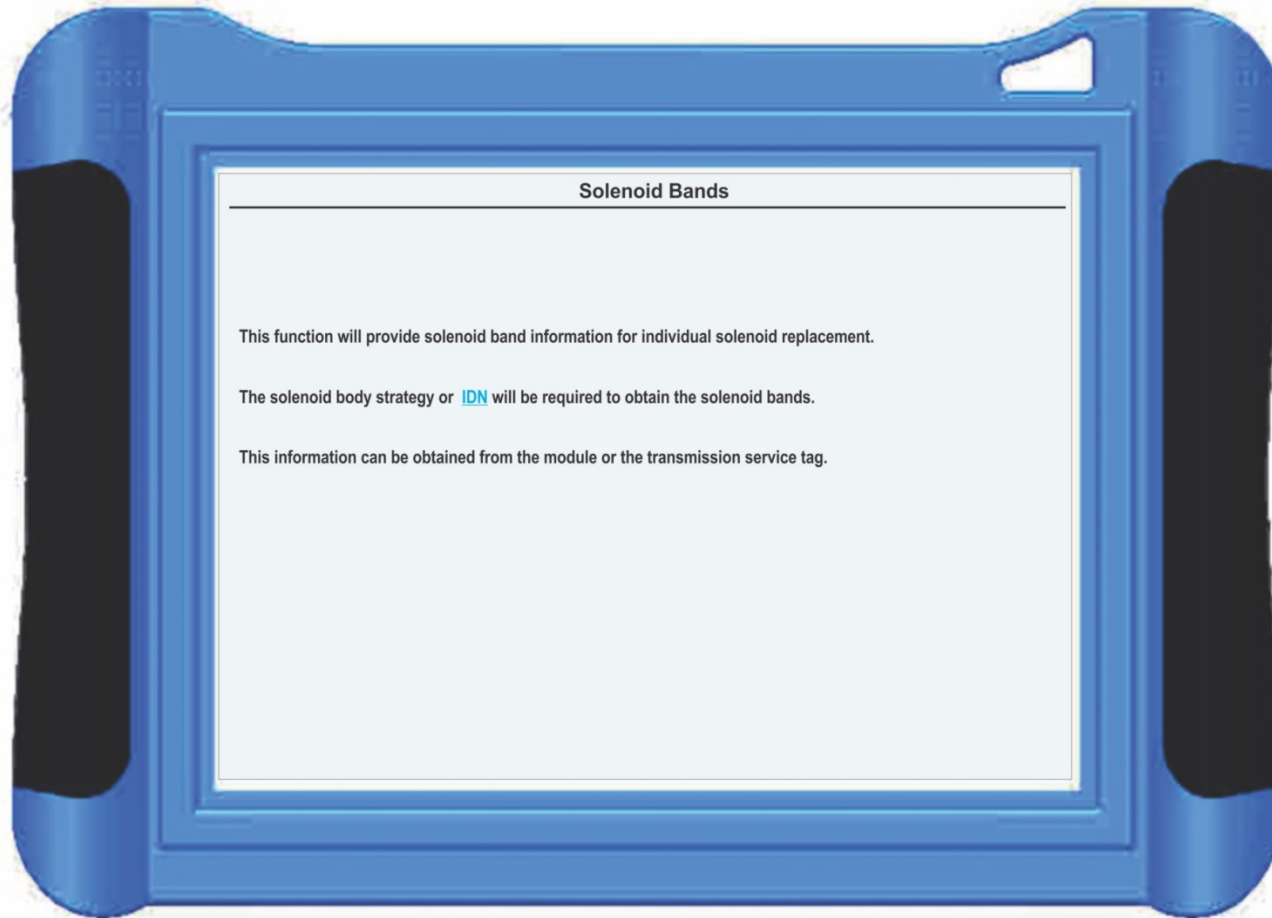 Solenoid Bands
This function will provide solenoid band information for individual solenoid replacement.
The solenoid body strategy or IDN will be required to obtain the solenoid bands.
This information can be obtained from the module or the transmission service tag.